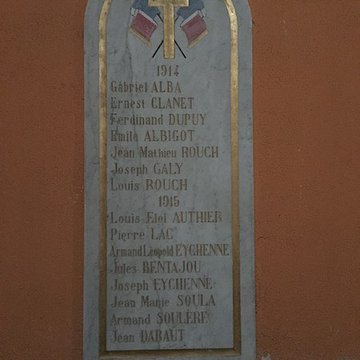 1914
Gabriel ALBA
Ernest CLANET
Ferdinand DUPUY
Emile ALBIGOT
Jean Mathieu ROUCH
Joseph GALY
Louis ROUCH
1915
Louis Eloi AUTHIER
Pierre LAC
Armand Léopold EYCHENNE
Jules BENTAJOU
Joseph EYCHENNE
Jean Marie SOULA
Armand SOULERE
Jean DABAUT